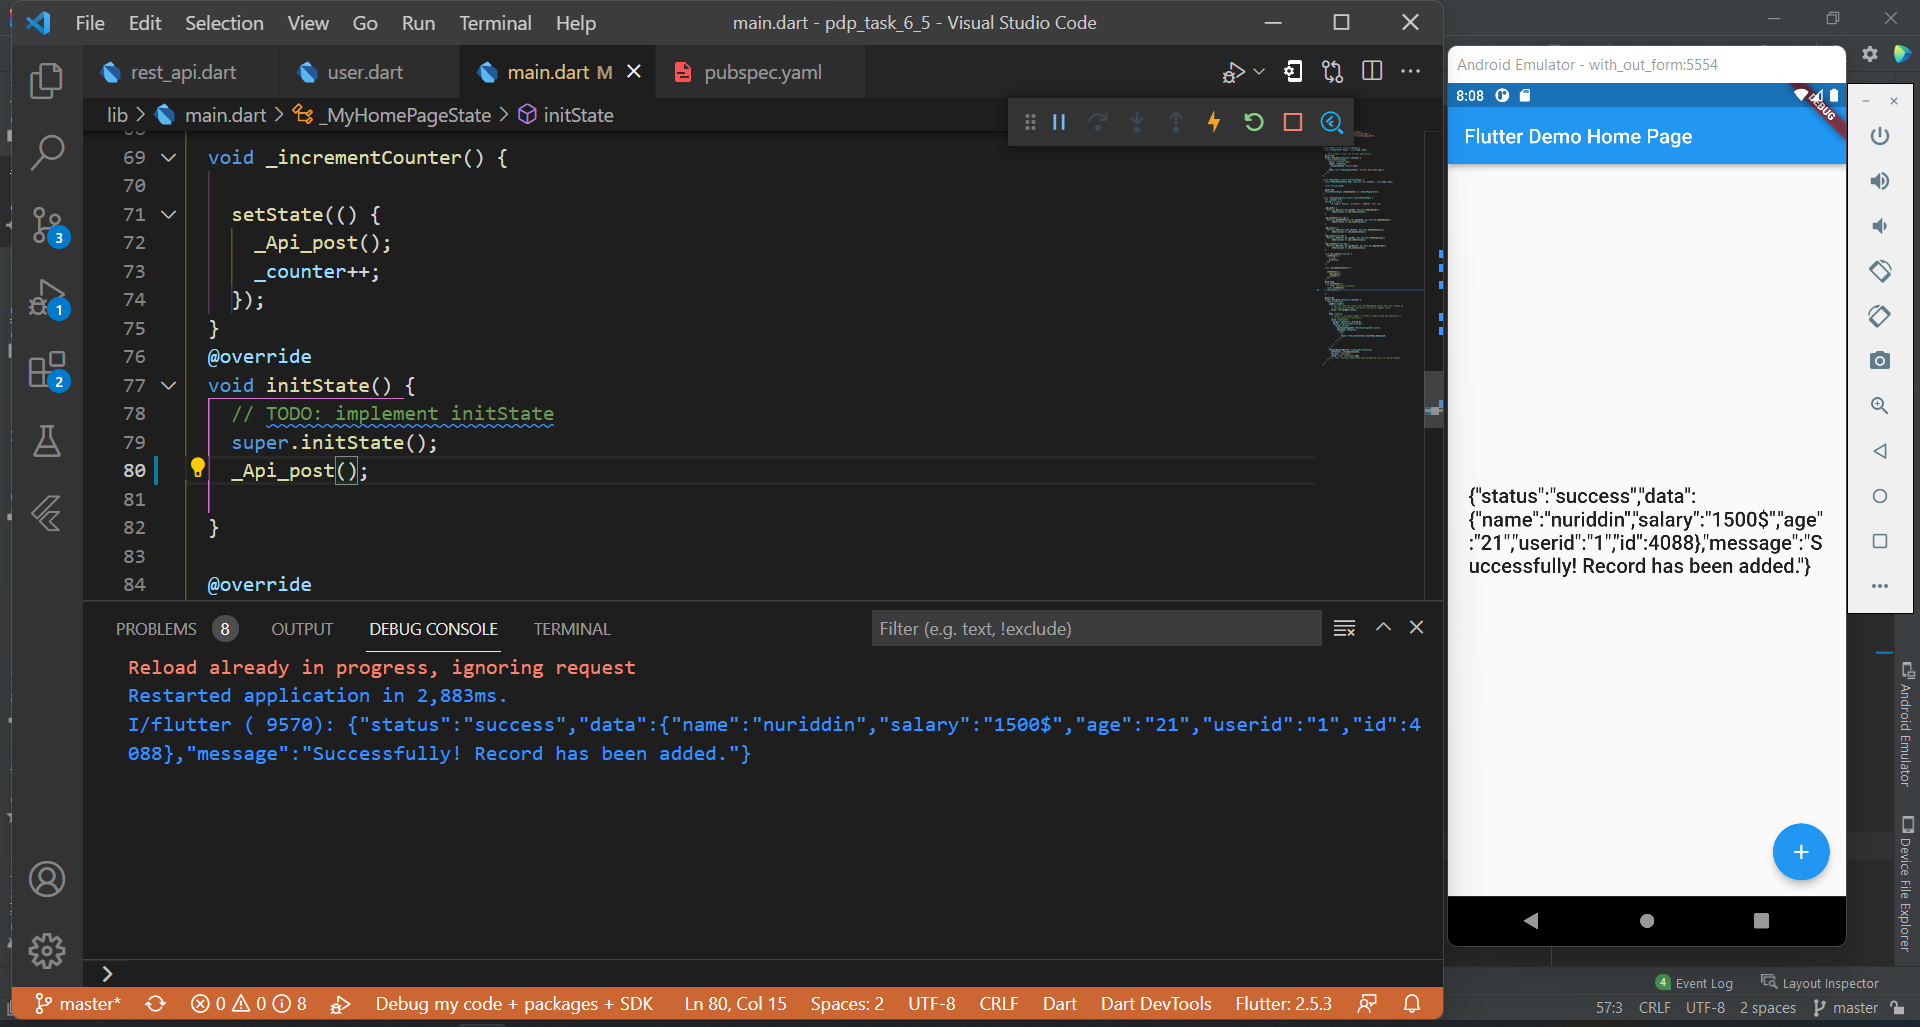 File Edit Selection View Go Run Terminal Help
main.dart - pdp_task_6_5 - Visual Studio Code
rest_api.dart
user.dart
main.dart M
pubspec.yaml
lib > main.dart > _MyHomePageState > initState
69 void _incrementCounter() {
70
71 setState(() {
72 _Api_post();
73 _counter++;
74 });
75 }
76 @override
77 void initState() {
78 // TODO: implement initState
79 super.initState();
80 _Api_post();
81
82 }
83
84 @override
3
1
2
PROBLEMS 8 OUTPUT DEBUG CONSOLE TERMINAL
Filter (e.g. text, !exclude)
Reload already in progress, ignoring request
Restarted application in 2,883ms.
I/flutter ( 9570): {"status":"success","data":{"name":"nuriddin","salary":"1500$","age":"21","userid":"1","id":4
088},"message":"Successfully! Record has been added."}
master* 0 0 8 Debug my code + packages + SDK Ln 80, Col 15 Spaces: 2 UTF-8 CRLF Dart Dart DevTools Flutter: 2.5.3
Android Emulator - with_out_form:5554
8:08
DEBUG
Flutter Demo Home Page
{"status":"success","data":
{"name":"nuriddin","salary":"1500$","age"
:"21","userid":"1","id":4088},"message":"S
uccessfully! Record has been added."}
Android Emulator
Device File Explorer
4 Event Log Layout Inspector
57:3 CRLF UTF-8 2 spaces master